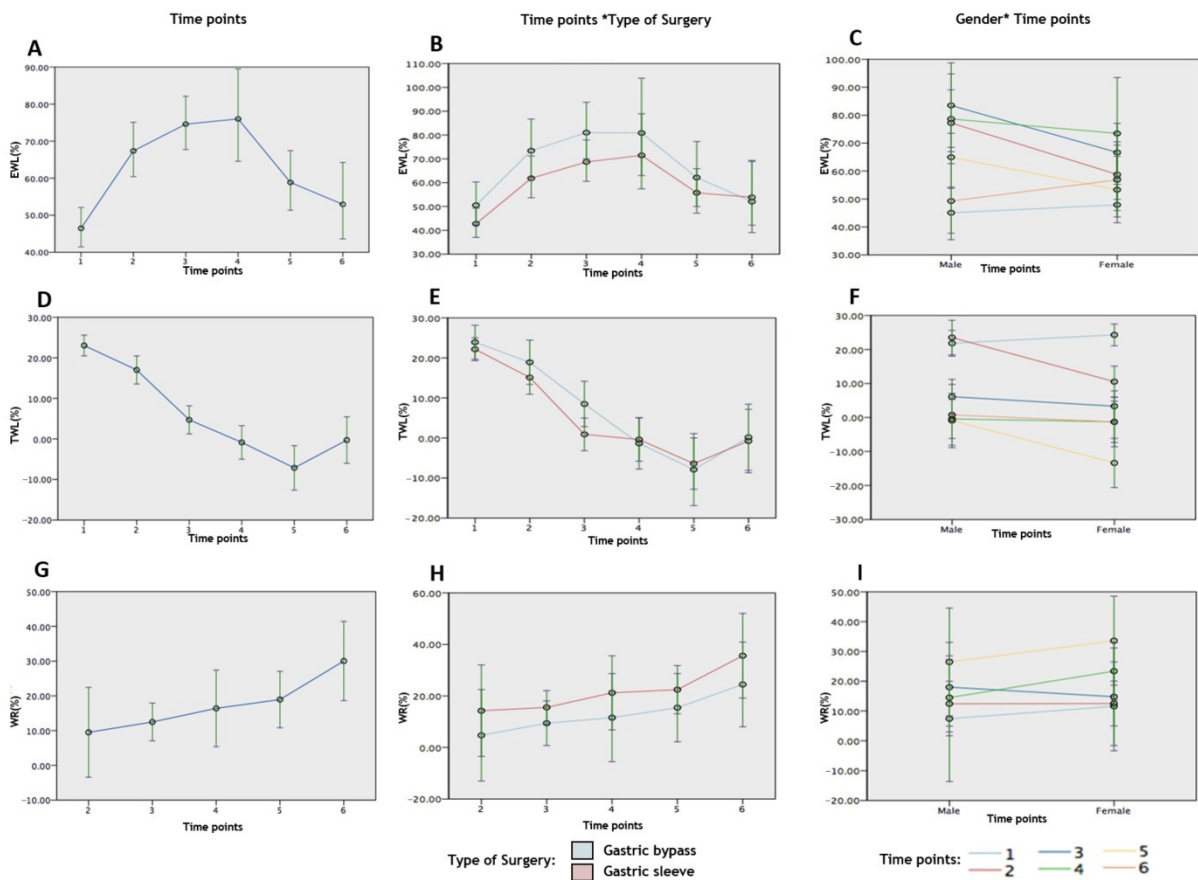 Time points
Time points *Type of Surgery
Gender* Time points
A
90.00
80.00
70.00
60.00
50.00
40.00
EWL(%)
1 2 3 4 5 6
Time points
B
110.00
100.00
90.00
80.00
70.00
60.00
50.00
40.00
30.00
EWL(%)
1 2 3 4 5 6
Time points
C
100.00
90.00
80.00
70.00
60.00
50.00
40.00
30.00
EWL(%)
Male Time points Female
D
30.00
20.00
10.00
0.00
-10.00
-20.00
TWL(%)
1 2 3 4 5 6
Time points
E
30.00
20.00
10.00
0.00
-10.00
-20.00
TWL(%)
1 2 3 4 5 6
Time points
F
30.00
20.00
10.00
0.00
-10.00
-20.00
-30.00
TWL(%)
Male Time points Female
G
50.00
40.00
30.00
20.00
10.00
0.00
-10.00
WR(%)
2 3 4 5 6
Time points
H
60.00
40.00
20.00
0.00
-20.00
WR(%)
2 3 4 5 6
Time points
I
50.00
40.00
30.00
20.00
10.00
0.00
-10.00
-20.00
WR(%)
Male Female
Time points
Type of Surgery: Gastric bypass
Gastric sleeve
Time points: 1 3 5
2 4 6